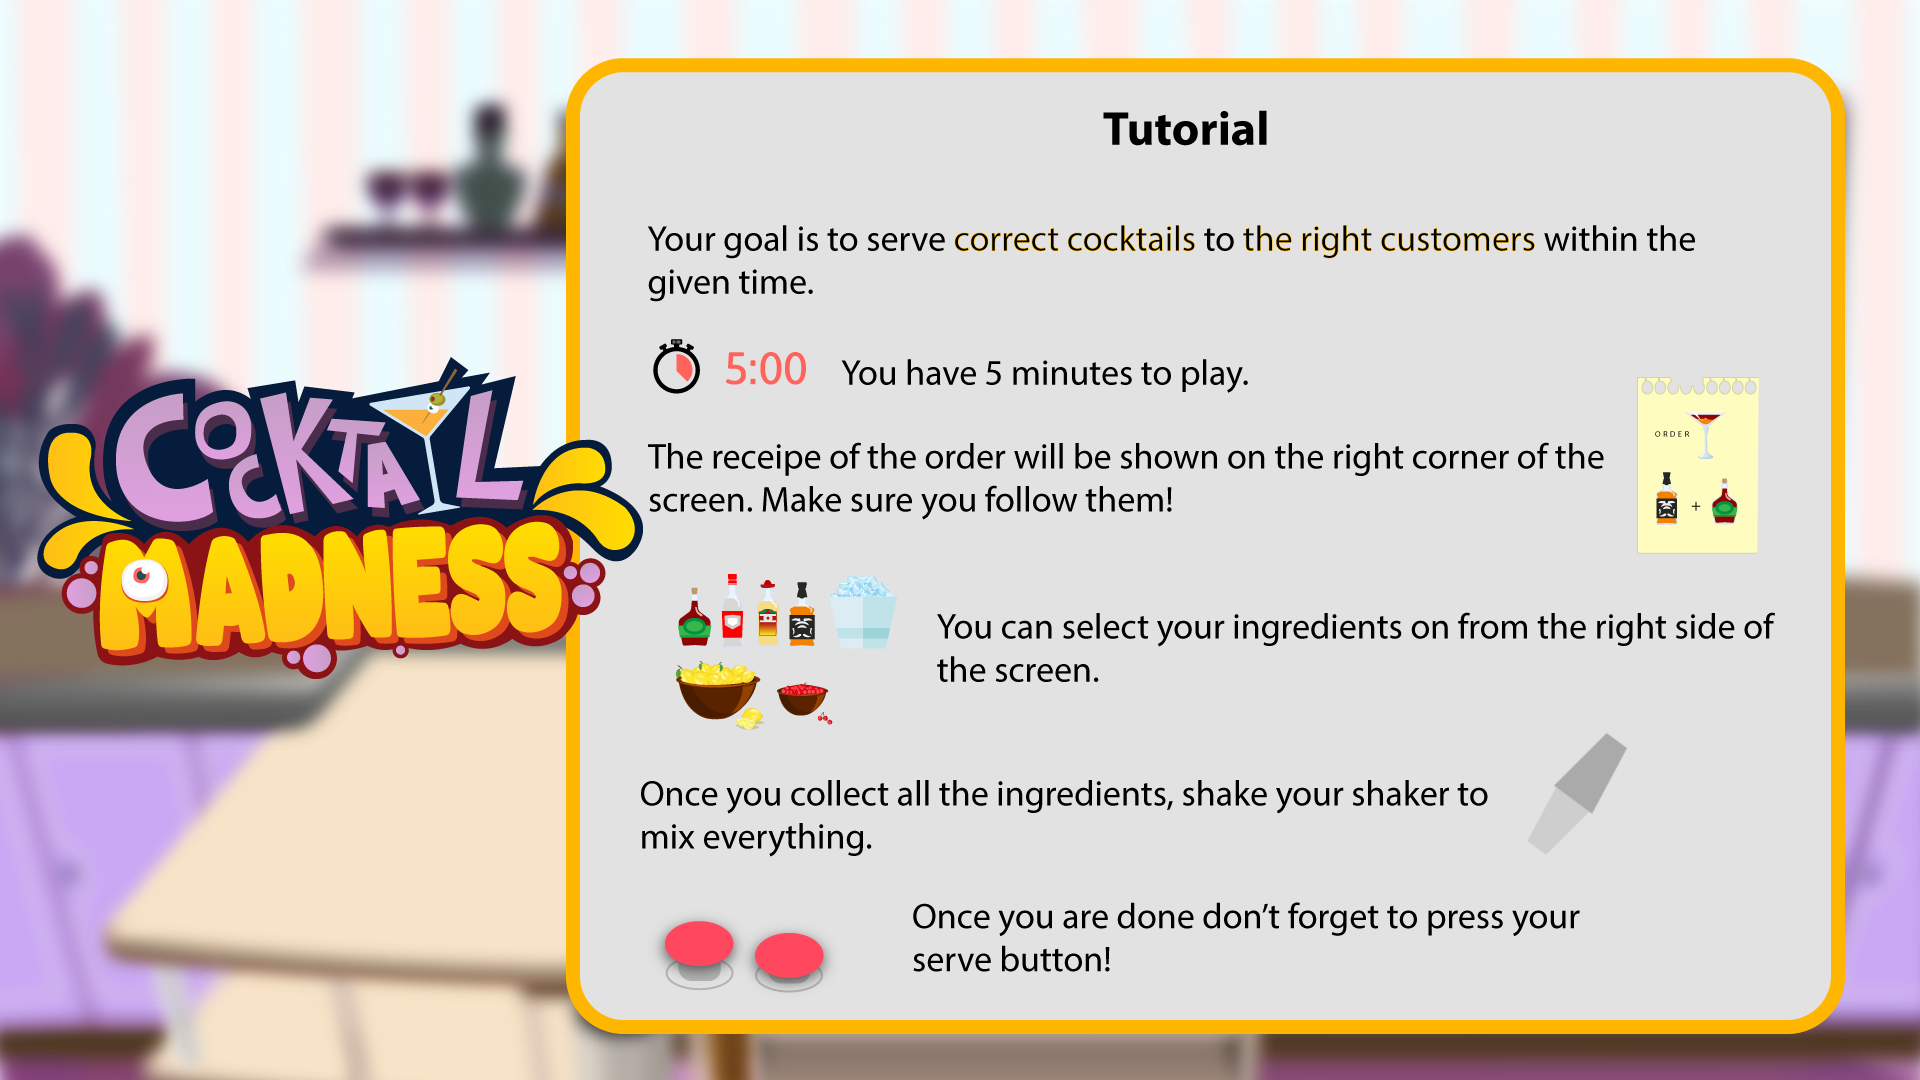 COCKTAIL
MADNESS
Tutorial
Your goal is to serve correct cocktails to the right customers within the
given time.
5:00 You have 5 minutes to play.
The receipe of the order will be shown on the right corner of the
screen. Make sure you follow them!
ORDER
+
You can select your ingredients on from the right side of
the screen.
Once you collect all the ingredients, shake your shaker to
mix everything.
Once you are done don’t forget to press your
serve button!